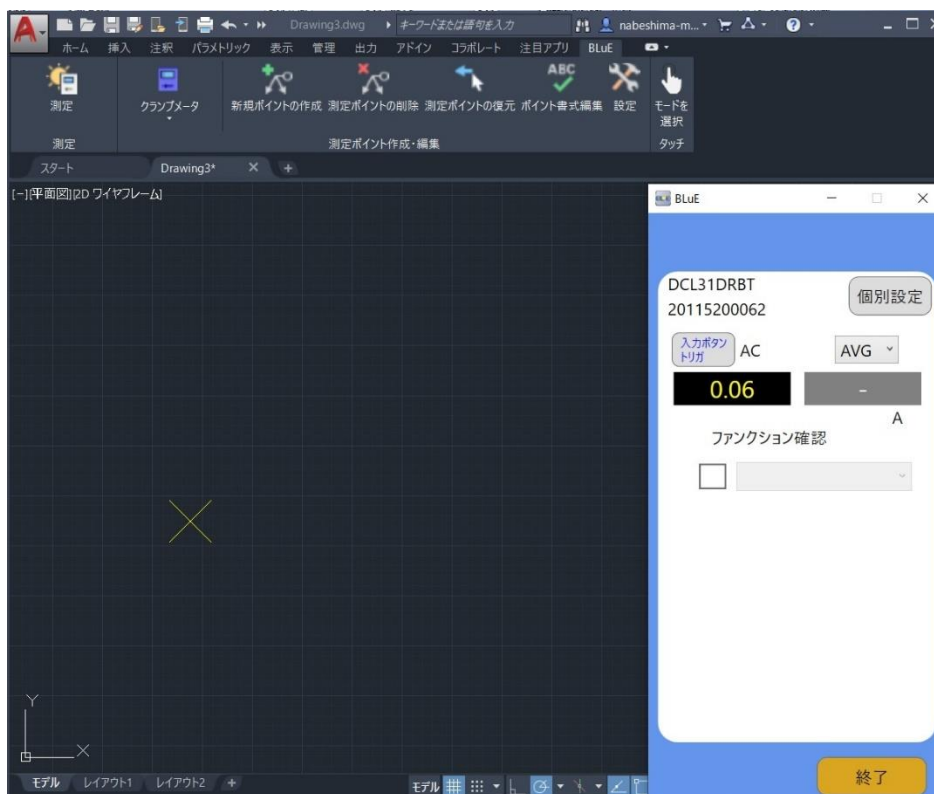 Drawing3.dwg キーワードまたは語句を入力 nabeshima-m...
ホーム 挿入 注釈 パラメトリック 表示 管理 出力 アドイン コラボレート 注目アプリ BLuE
ABC
測定 クランプメータ 新規ポイントの作成 測定ポイントの削除 測定ポイントの復元 ポイント書式編集 設定 モードを
選択
測定 測定ポイント作成・編集 タッチ
スタート Drawing3* × +
[−][平面図][2D ワイヤフレーム]
BLuE
DCL31DRBT
個別設定
20115200062
入力ボタン
トリガ
AC
AVG
0.06
-
A
ファンクション確認
Y
X
終了
モデル レイアウト1 レイアウト2 +
モデル